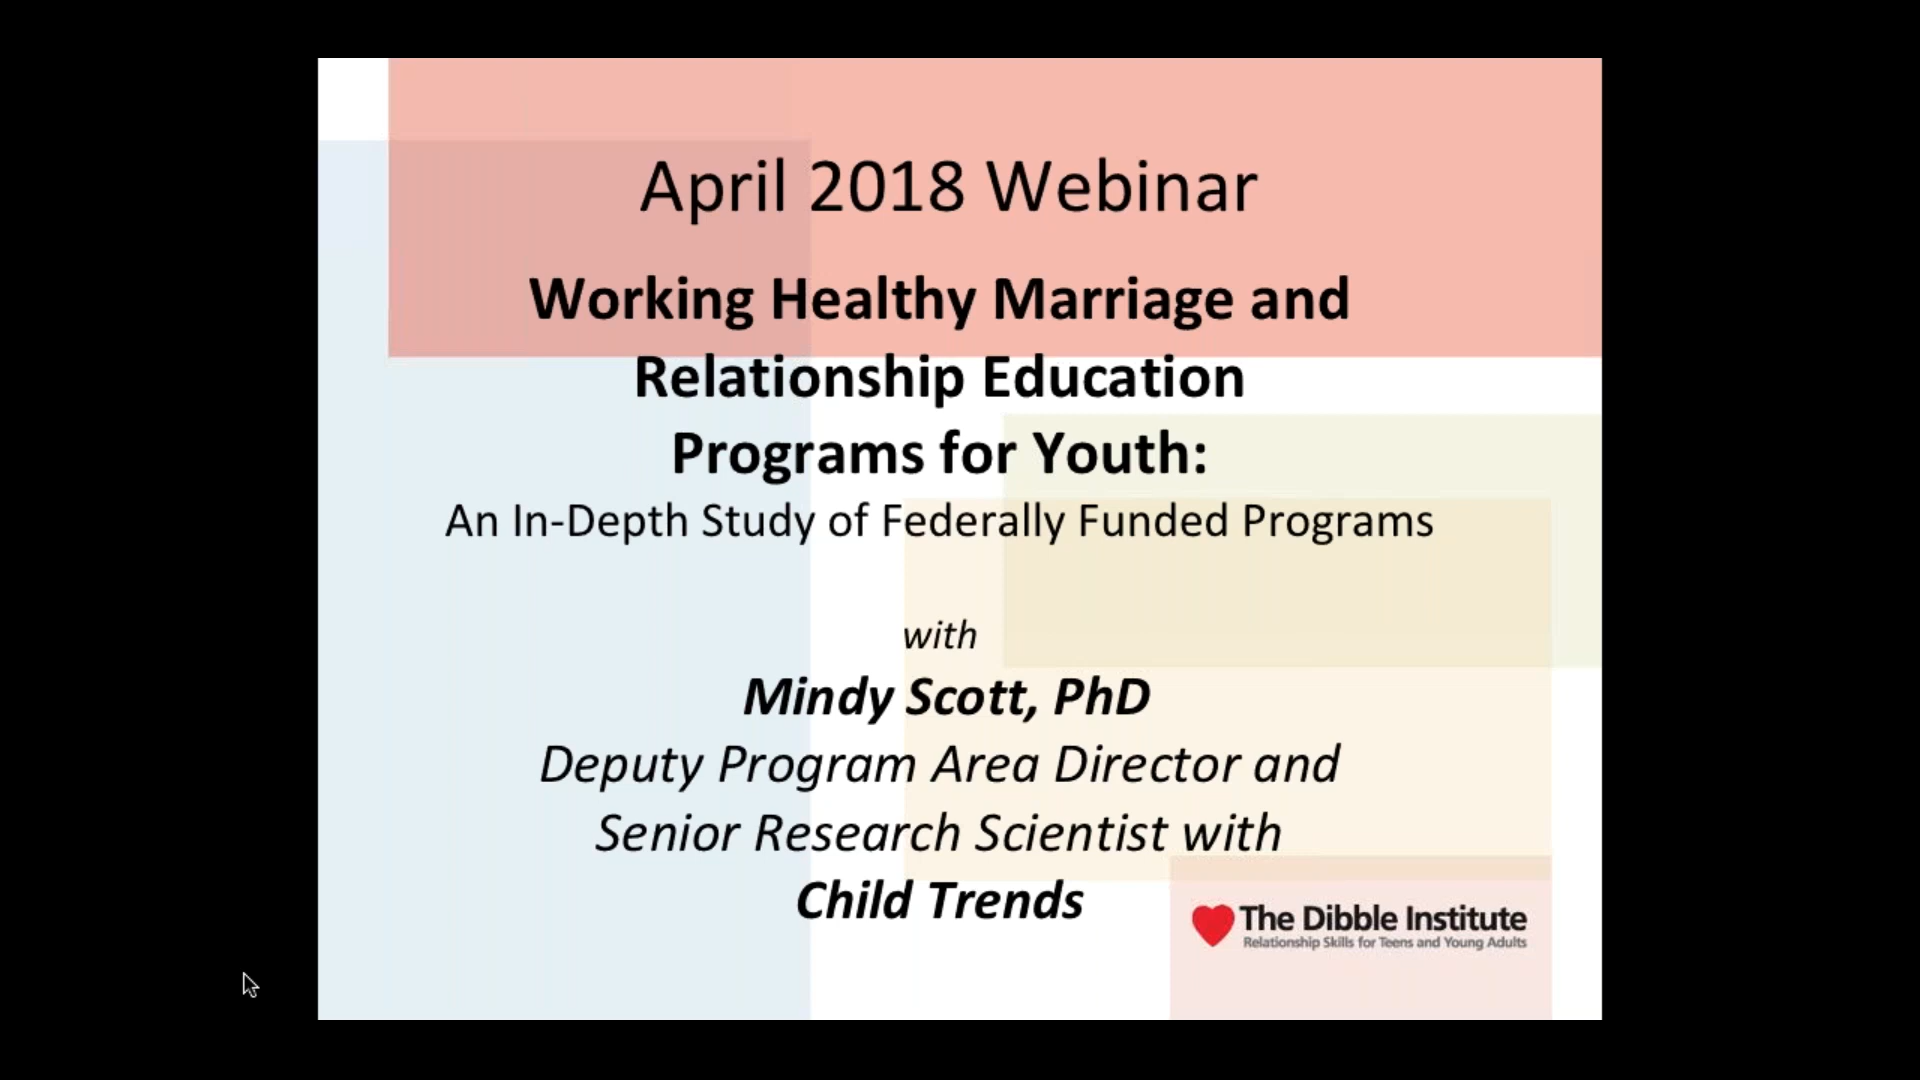 April 2018 Webinar
Working Healthy Marriage and
Relationship Education
Programs for Youth:
An In-Depth Study of Federally Funded Programs
with
Mindy Scott, PhD
Deputy Program Area Director and
Senior Research Scientist with
Child Trends
The Dibble Institute
Relationship Skills for Teens and Young Adults